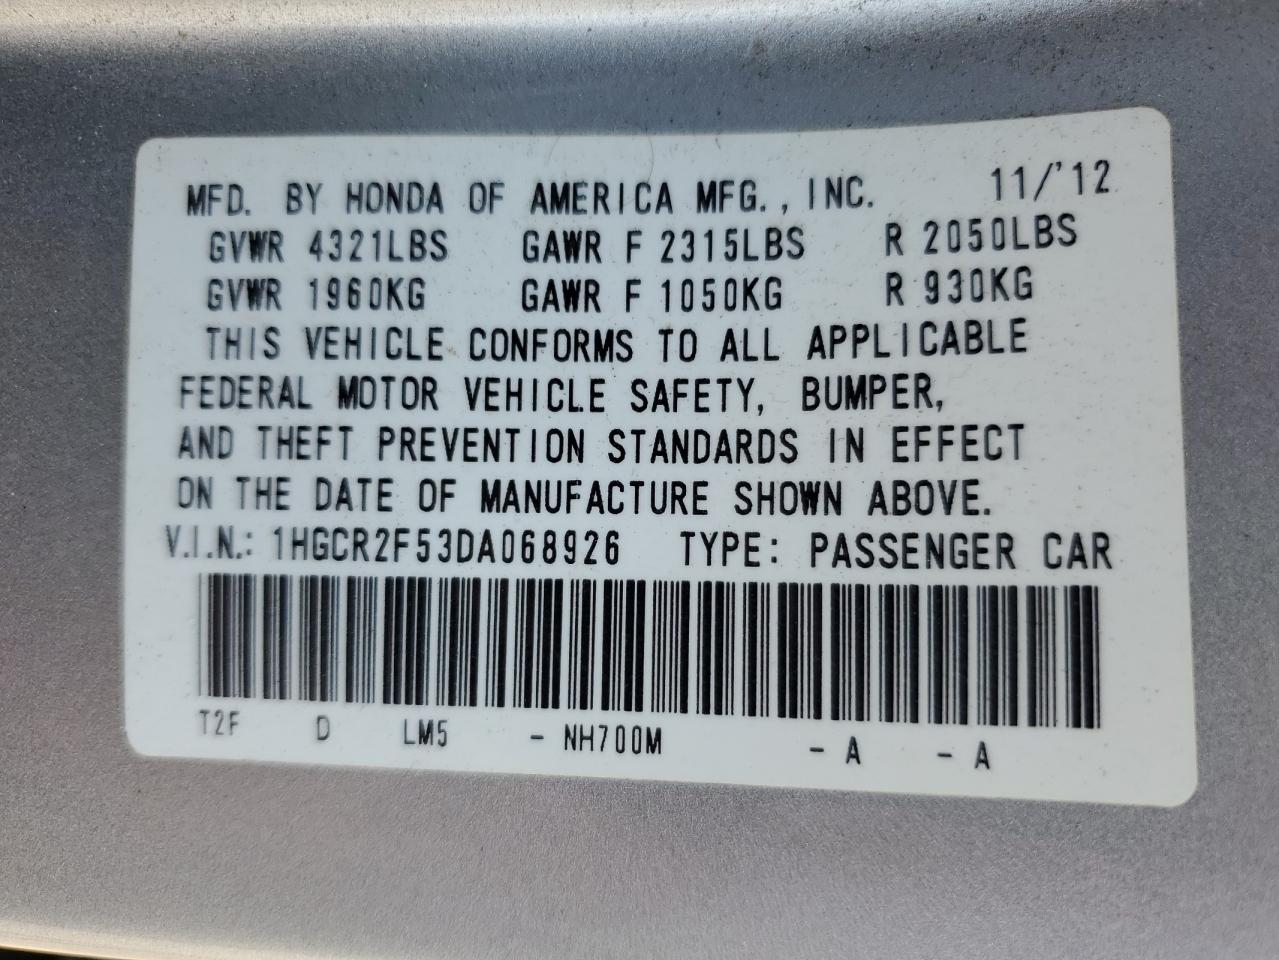 MFD. BY HONDA OF AMERICA MFG., INC. 11/'12
GVWR 4321LBS GAWR F 2315LBS R 2050LBS
GVWR 1960KG GAWR F 1050KG R 930KG
THIS VEHICLE CONFORMS TO ALL APPLICABLE
FEDERAL MOTOR VEHICLE SAFETY, BUMPER,
AND THEFT PREVENTION STANDARDS IN EFFECT
ON THE DATE OF MANUFACTURE SHOWN ABOVE.
V.I.N.: 1HGCR2F53DA068926 TYPE: PASSENGER CAR
T2F D LM5 - NH700M - A - A